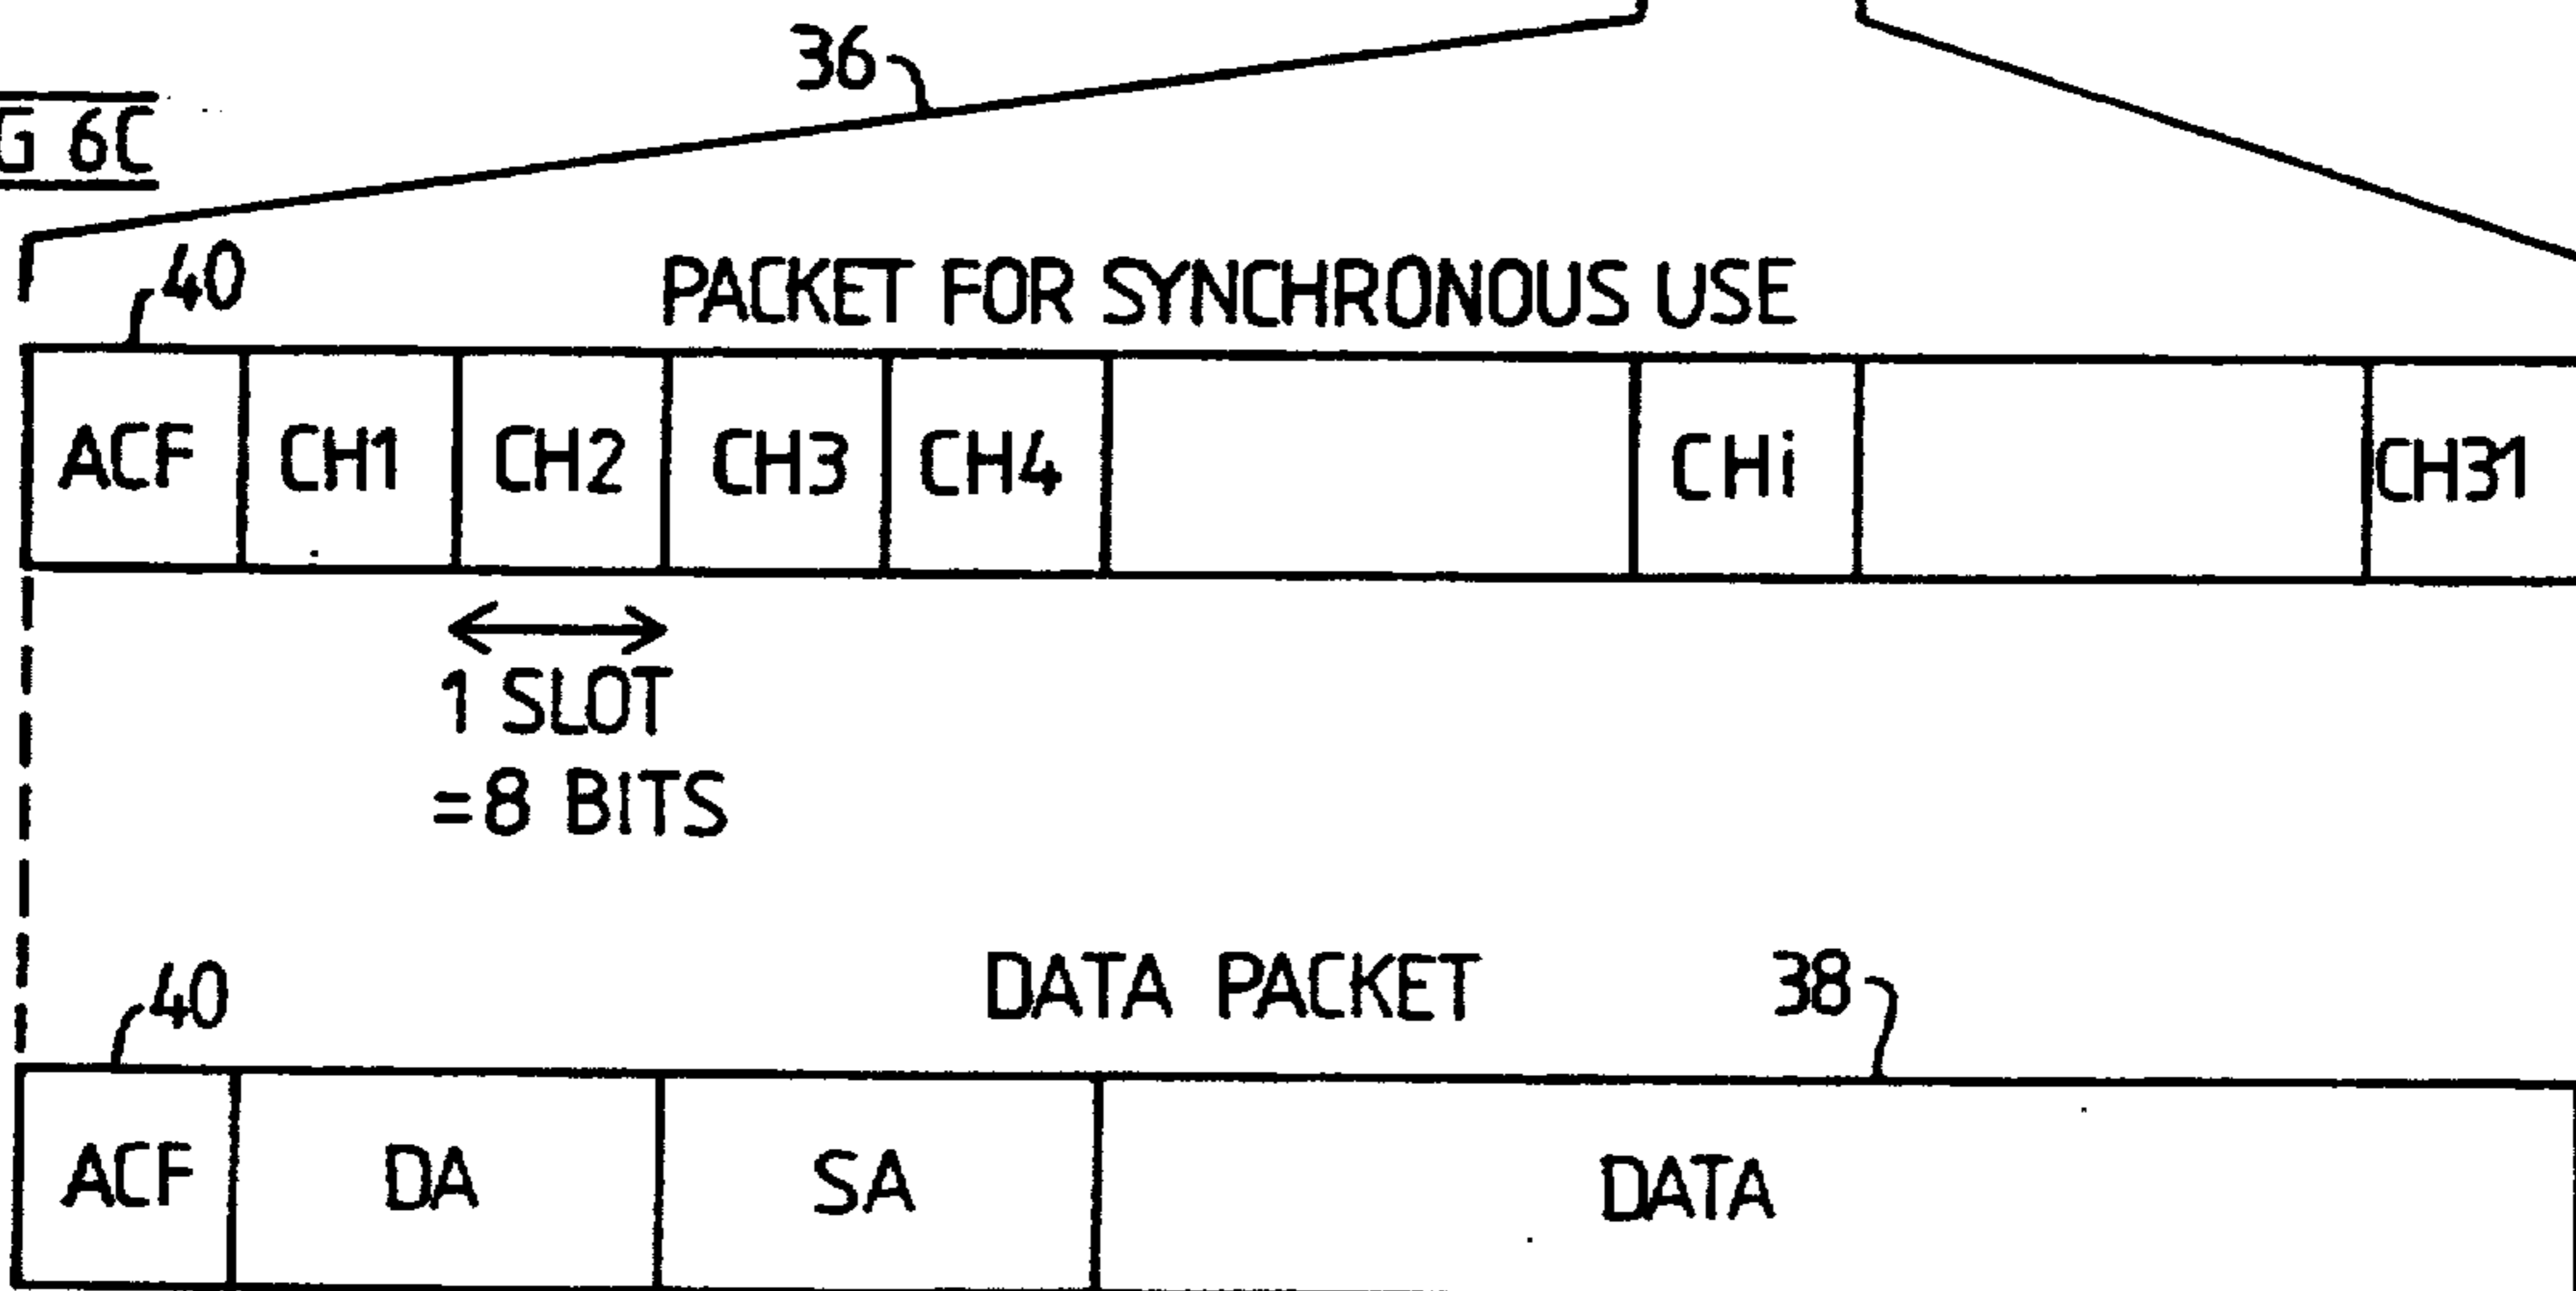 36
G 6C
40
PACKET FOR SYNCHRONOUS USE
ACF CH1 CH2 CH3 CH4 CHi CH31
1 SLOT
=8 BITS
40
DATA PACKET
38
ACF DA SA DATA